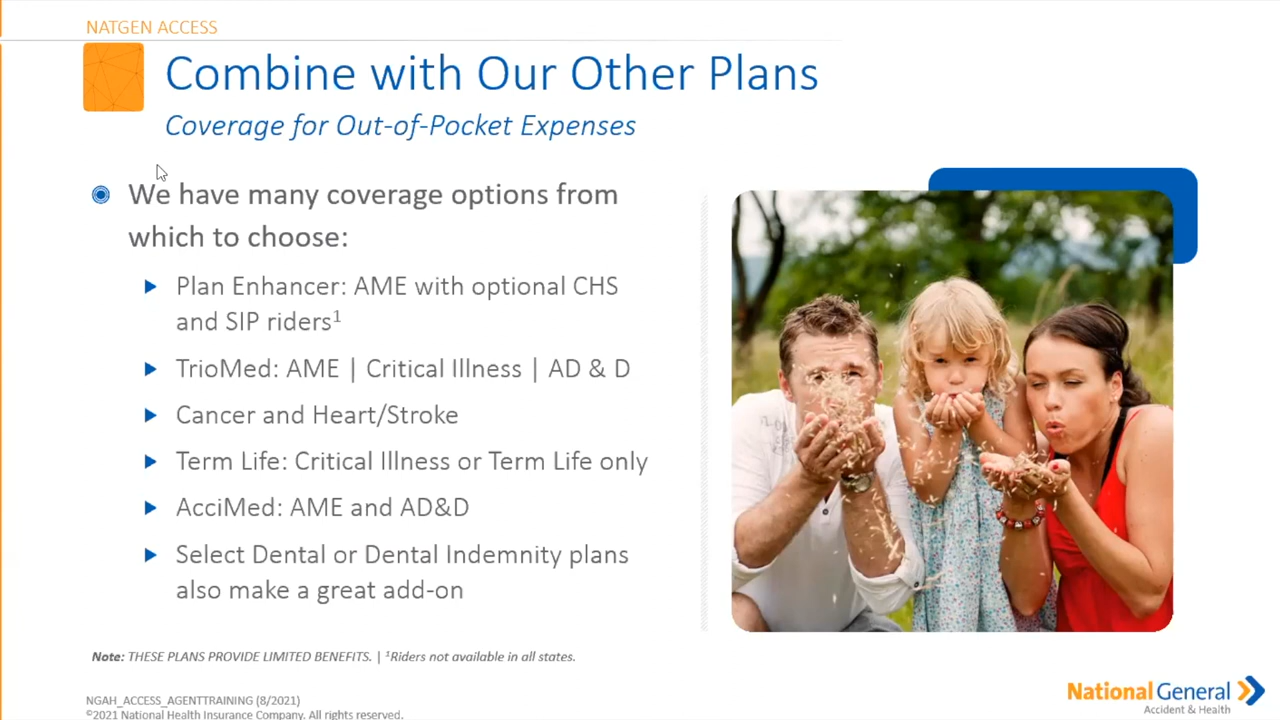 NATGEN ACCESS
Combine with Our Other Plans
Coverage for Out-of-Pocket Expenses
We have many coverage options from
which to choose:
Plan Enhancer: AME with optional CHS
and SIP riders¹
TrioMed: AME | Critical Illness | AD & D
Cancer and Heart/Stroke
Term Life: Critical Illness or Term Life only
AcciMed: AME and AD&D
Select Dental or Dental Indemnity plans
also make a great add-on
Note: THESE PLANS PROVIDE LIMITED BENEFITS. | ¹Riders not available in all states.
NGAH_ACCESS_AGENTTRAINING (8/2021)
©2021 National Health Insurance Company. All rights reserved.
National General
Accident & Health